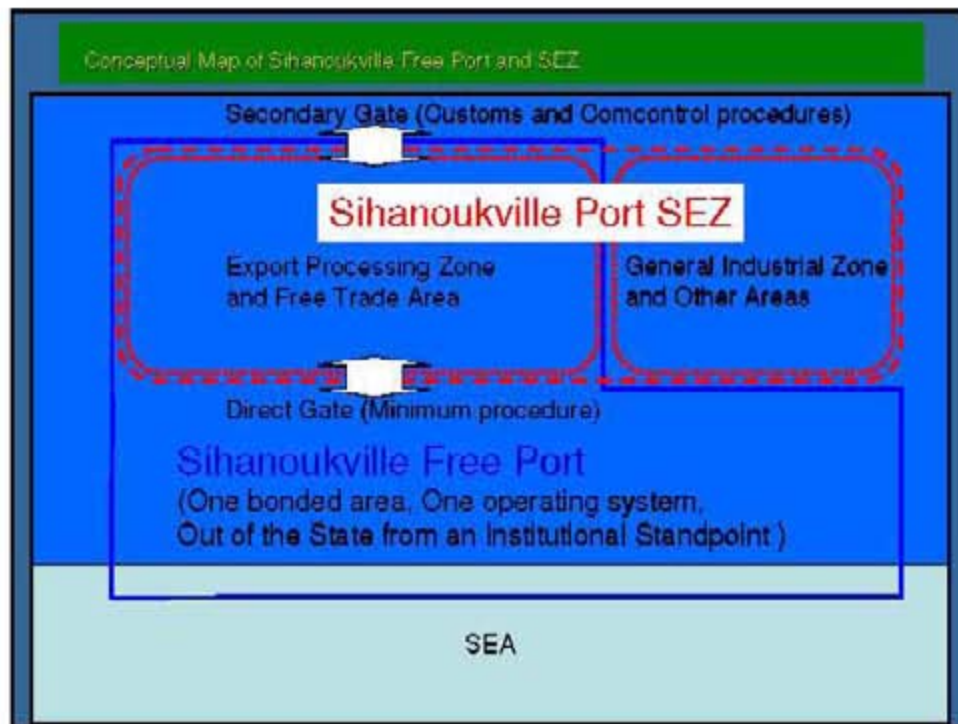 Conceptual Map of Sihanoukville Free Port and SEZ
Secondary Gate (Customs and Comcontrol procedures)
Sihanoukville Port SEZ
Export Processing Zone
and Free Trade Area
General Industrial Zone
and Other Areas
Direct Gate (Minimum procedure)
Sihanoukville Free Port
(One bonded area, One operating system,
Out of the State from an Institutional Standpoint )
SEA